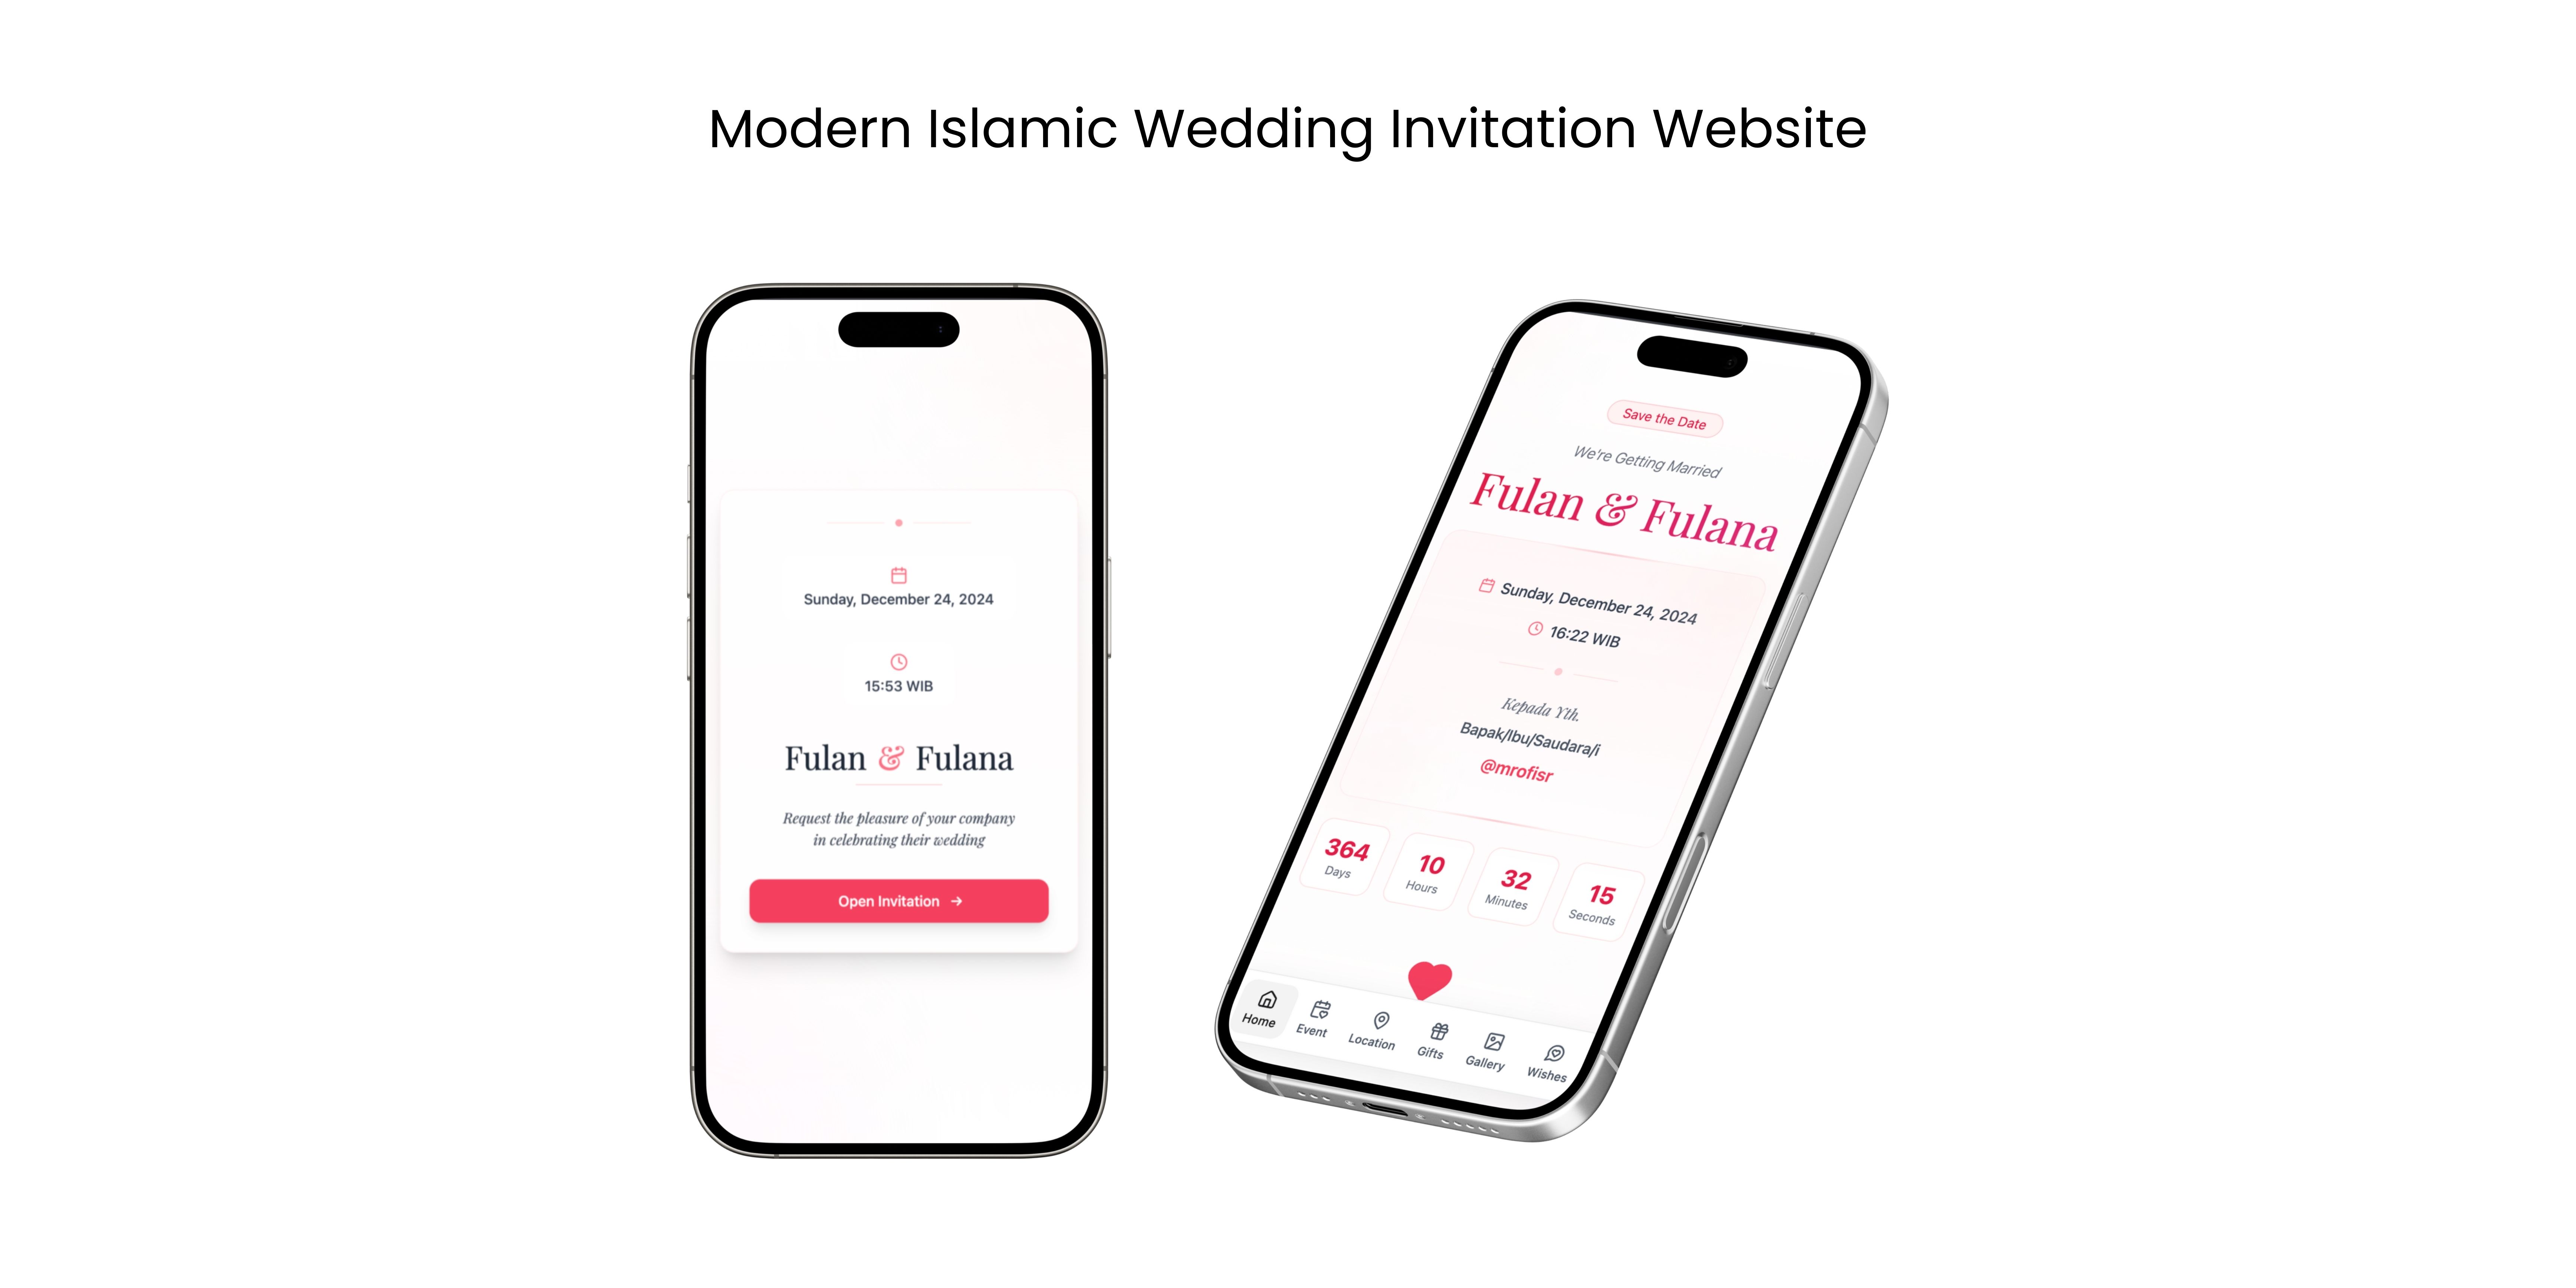 Modern Islamic Wedding Invitation Website
Sunday, December 24, 2024
15:53 WIB
Fulan & Fulana
Request the pleasure of your company
in celebrating their wedding
Open Invitation →
Save the Date
We're Getting Married
Fulan & Fulana
Sunday, December 24, 2024
16:22 WIB
Kepada Yth.
Bapak/Ibu/Saudara/i
@mrofisr
364 10 32 15
Days Hours Minutes Seconds
Home Event Location Gifts Gallery Wishes